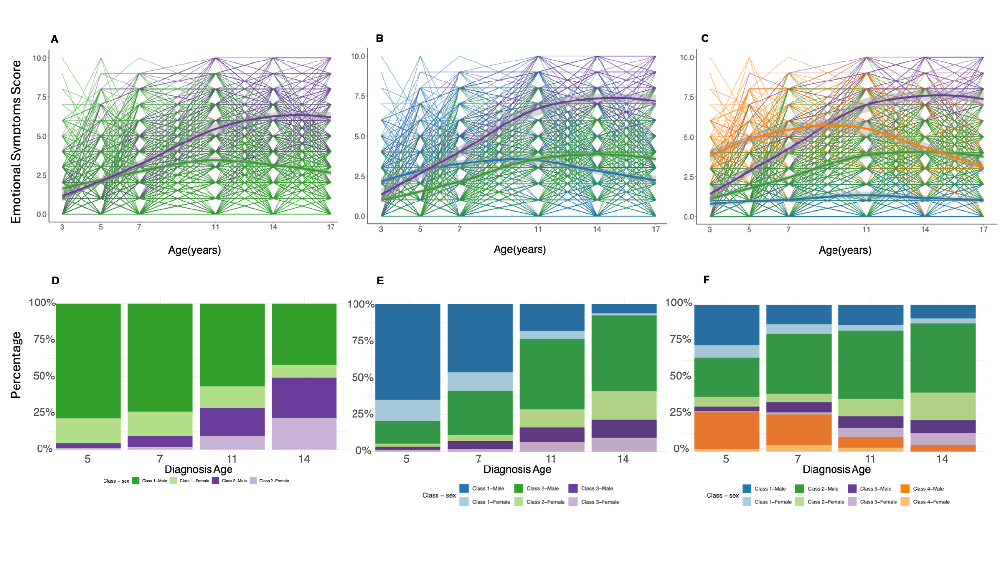 A
B
C
Emotional Symptoms Score
10.0
7.5
5.0
2.5
0.0
3 5 7 11 14 17
Age(years)
10.0
7.5
5.0
2.5
0.0
3 5 7 11 14 17
Age(years)
10.0
7.5
5.0
2.5
0.0
3 5 7 11 14 17
Age(years)
D
E
F
Percentage
100%
75%
50%
25%
0%
5 7 11 14
Diagnosis Age
Class – sex Class 1–Male Class 1–Female Class 2–Male Class 2–Female
100%
75%
50%
25%
0%
5 7 11 14
Diagnosis Age
Class – sex
Class 1–Male Class 2–Male Class 3–Male
Class 1–Female Class 2–Female Class 3–Female
100%
75%
50%
25%
0%
5 7 11 14
Diagnosis Age
Class – sex
Class 1–Male Class 2–Male Class 3–Male Class 4–Male
Class 1–Female Class 2–Female Class 3–Female Class 4–Female